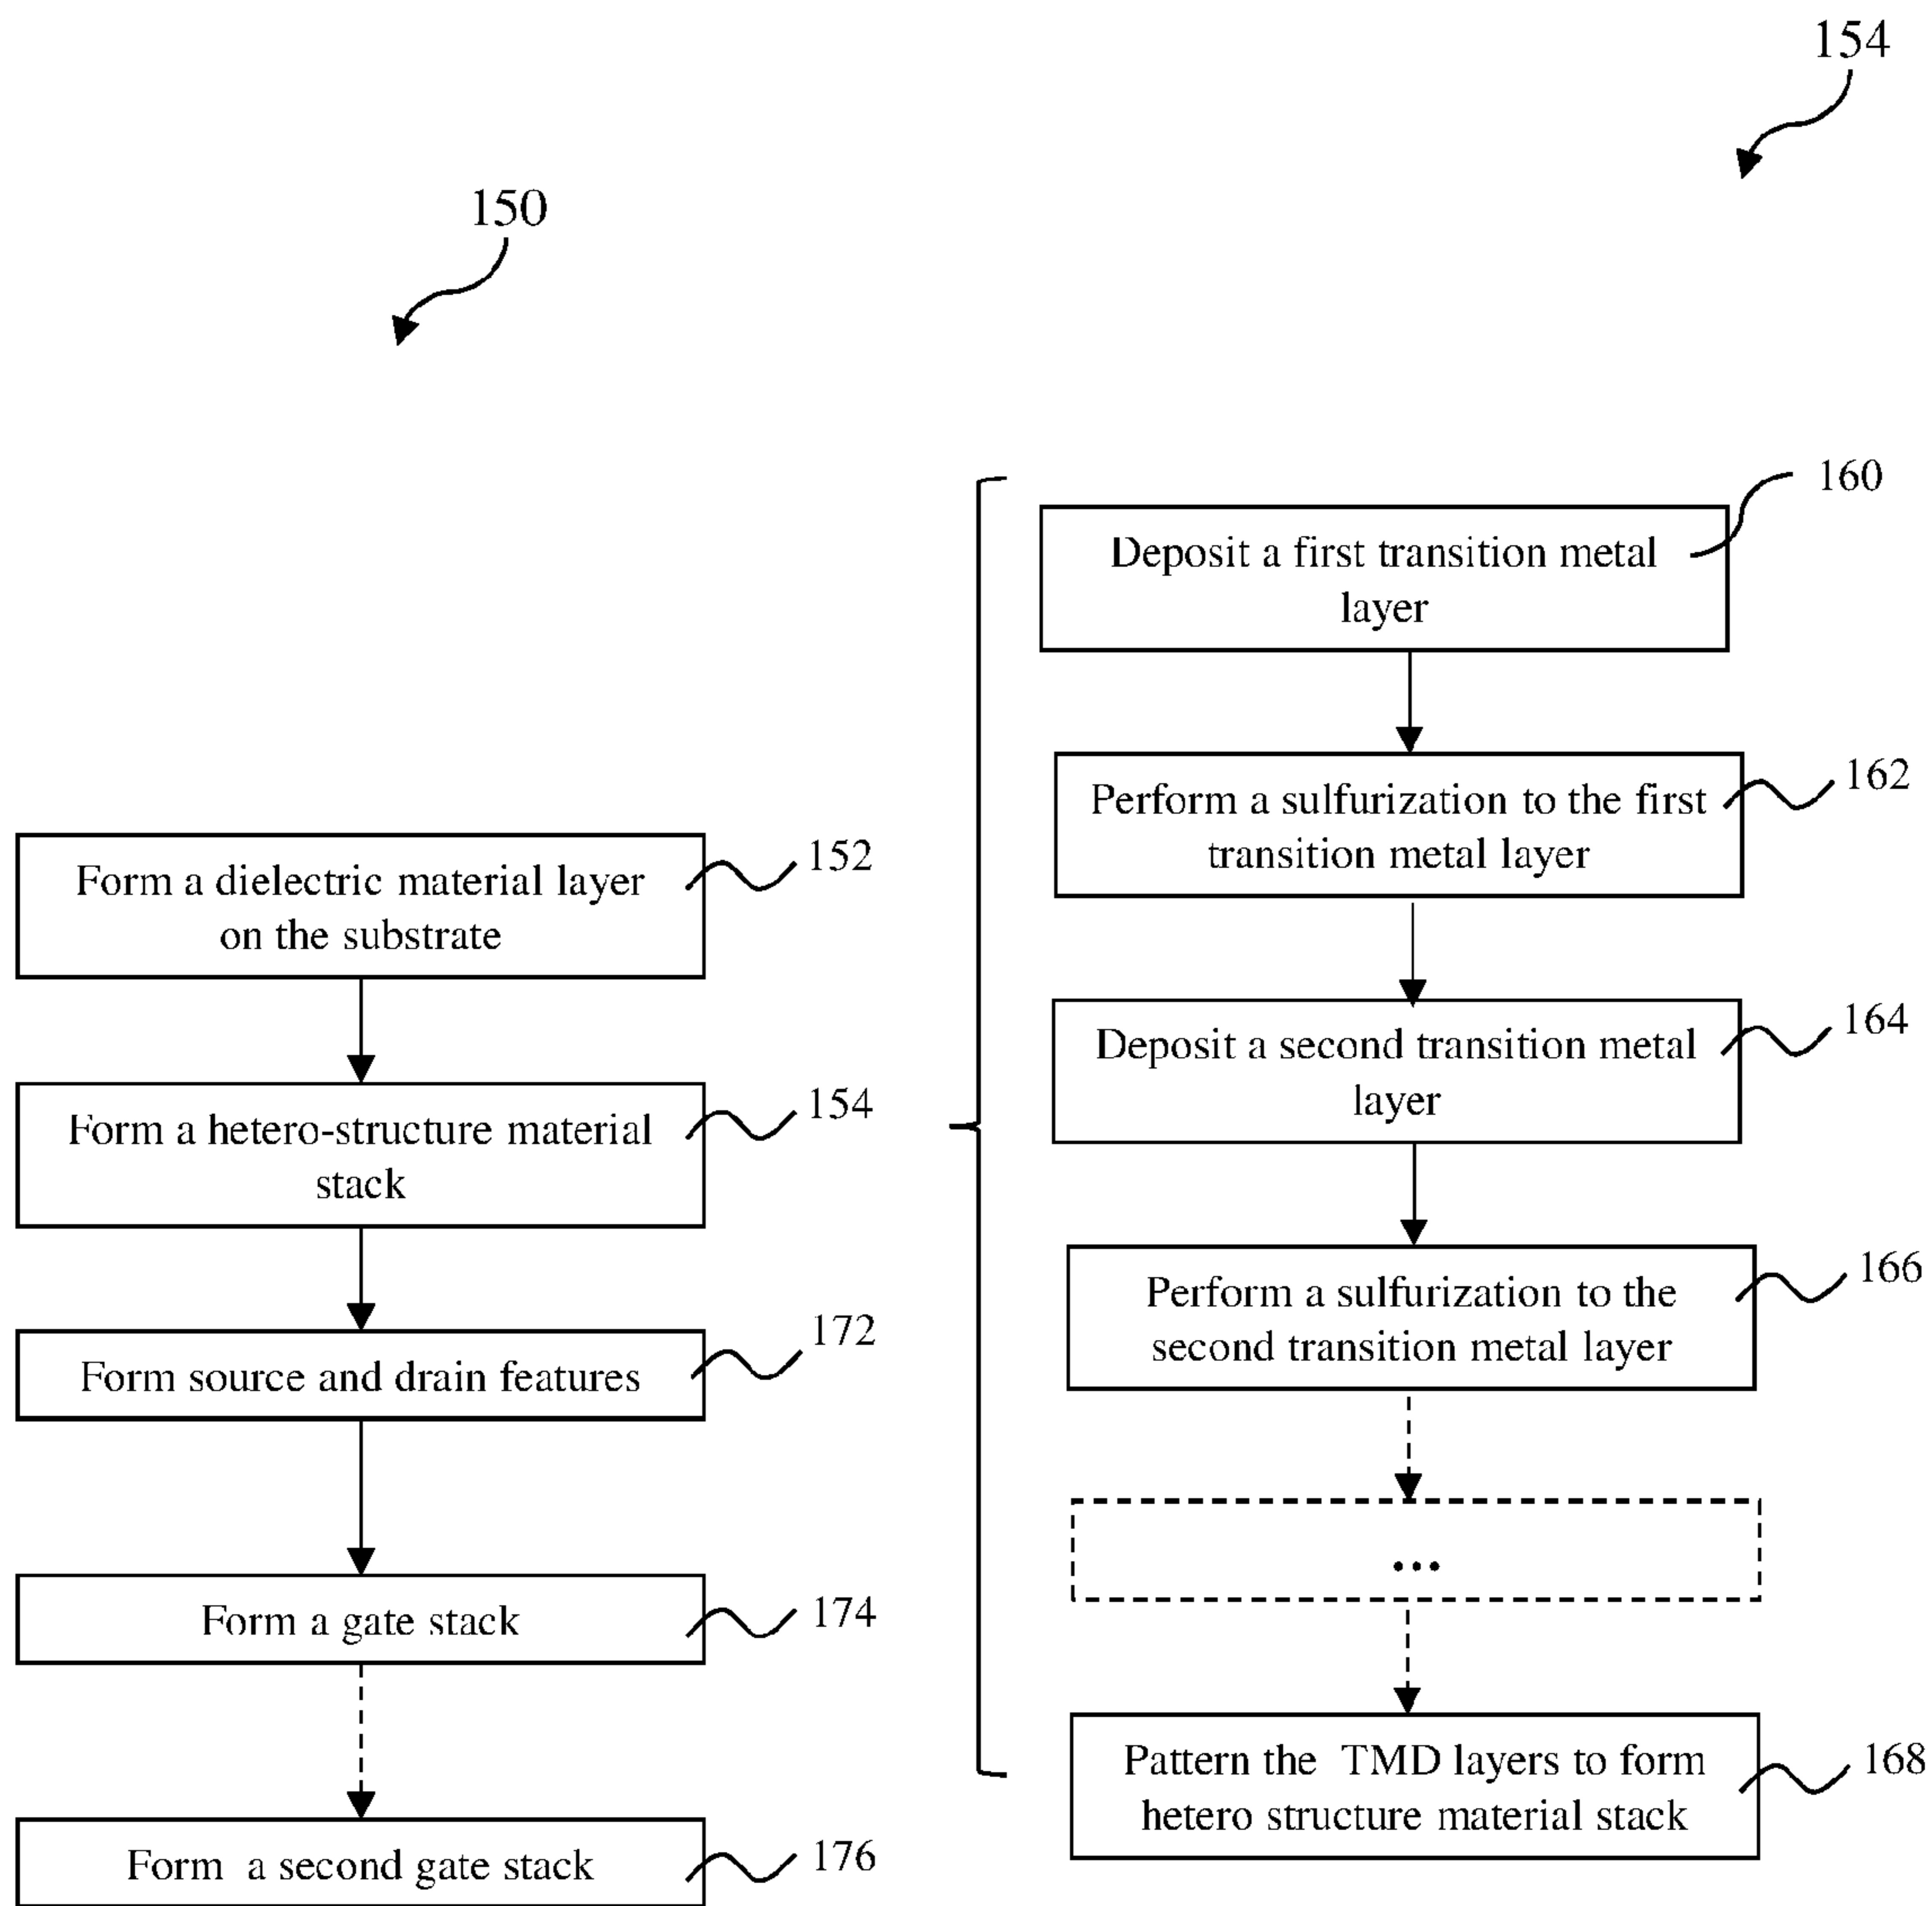 150
Form a dielectric material layer
on the substrate
152
Form a hetero-structure material
stack
154
Form source and drain features
172
Form a gate stack
174
Form a second gate stack
176
154
Deposit a first transition metal
layer
160
Perform a sulfurization to the first
transition metal layer
162
Deposit a second transition metal
layer
164
Perform a sulfurization to the
second transition metal layer
166
...
Pattern the TMD layers to form
hetero structure material stack
168